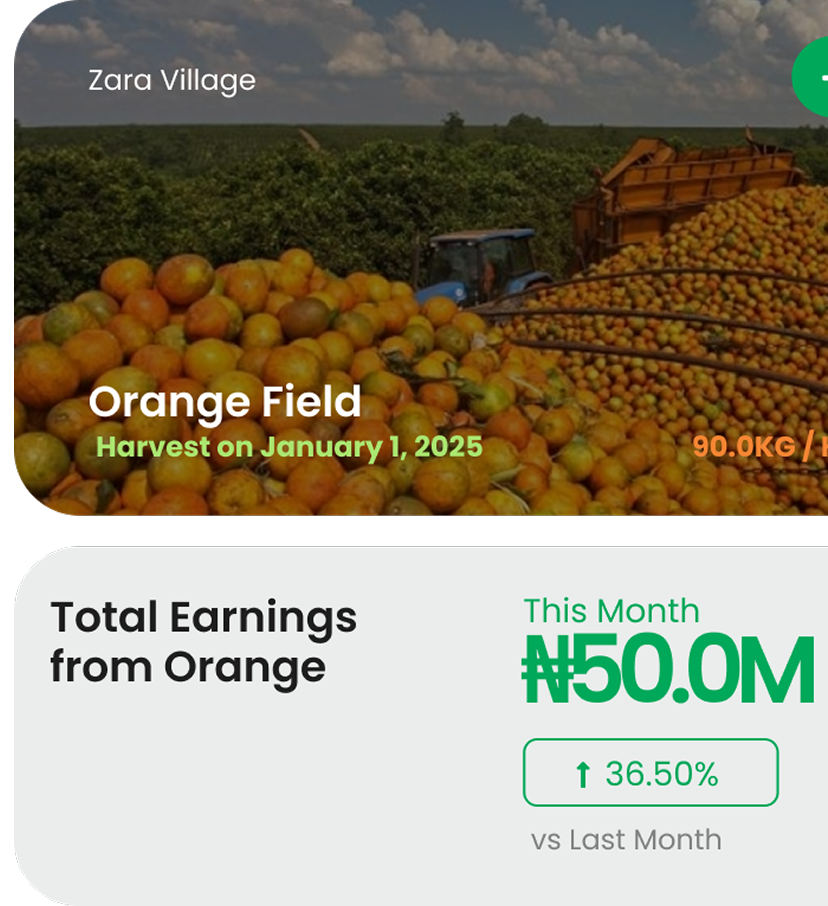 Zara Village
Orange Field
Harvest on January 1, 2025
90.0KG /
Total Earnings
from Orange
This Month
₦50.0M
↑ 36.50%
vs Last Month